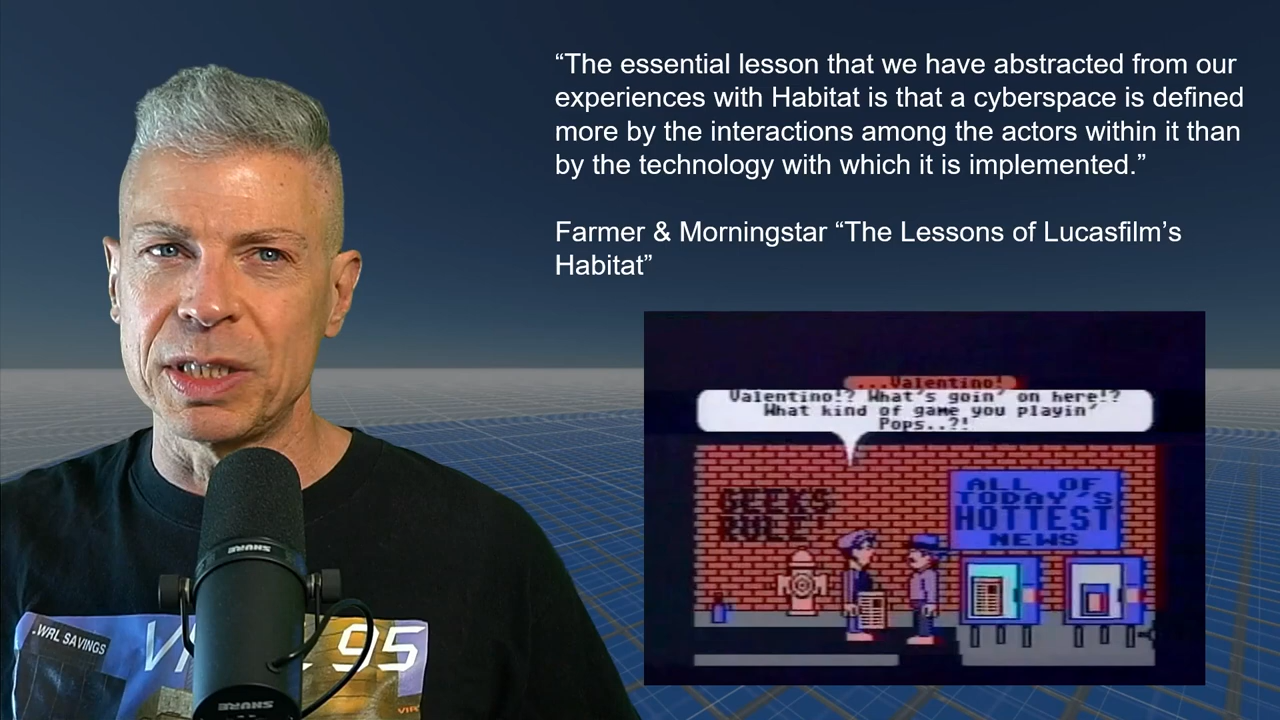 “The essential lesson that we have abstracted from our
experiences with Habitat is that a cyberspace is defined
more by the interactions among the actors within it than
by the technology with which it is implemented.”
Farmer & Morningstar “The Lessons of Lucasfilm’s
Habitat”
...Valentino!
Valentino!? What's goin' on here!?
What kind of game you playin'
Pops..?!
GEEKS
RULE!
ALL OF
TODAY'S
HOTTEST
NEWS
SHURE
.WRL SAVINGS
95
SHURE